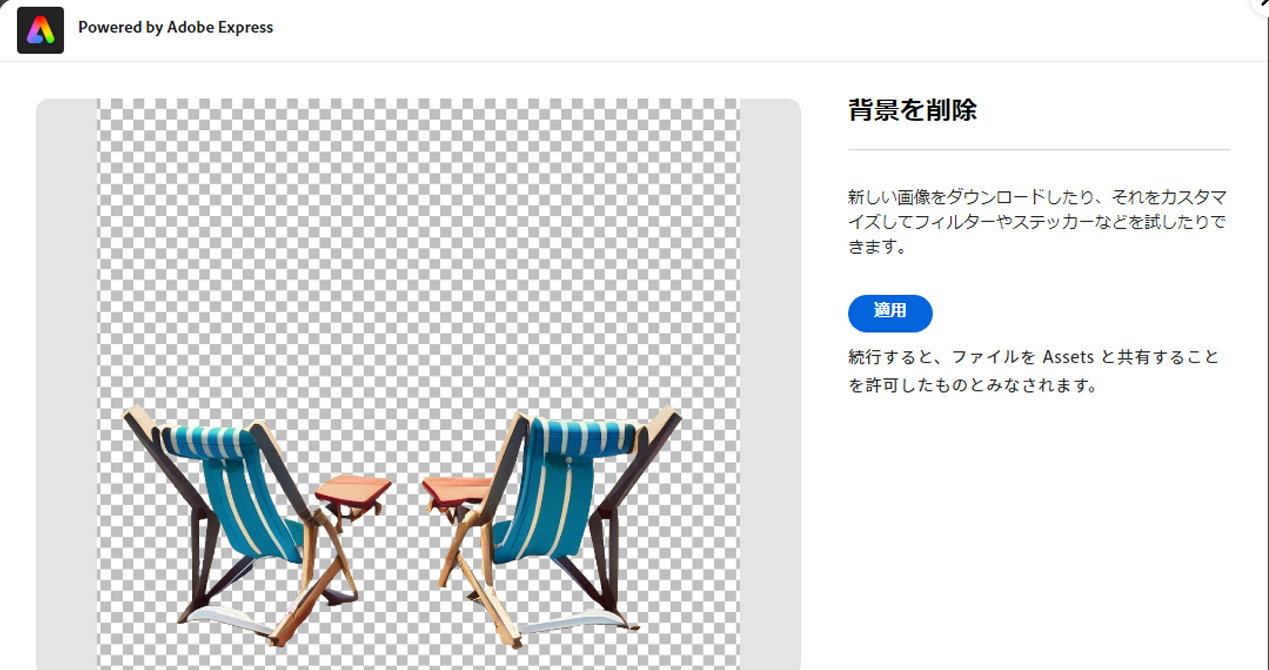 Powered by Adobe Express
背景を削除
新しい画像をダウンロードしたり、それをカスタマ
イズしてフィルターやステッカーなどを試したりで
きます。
適用
続行すると、ファイルを Assets と共有すること
を許可したものとみなされます。